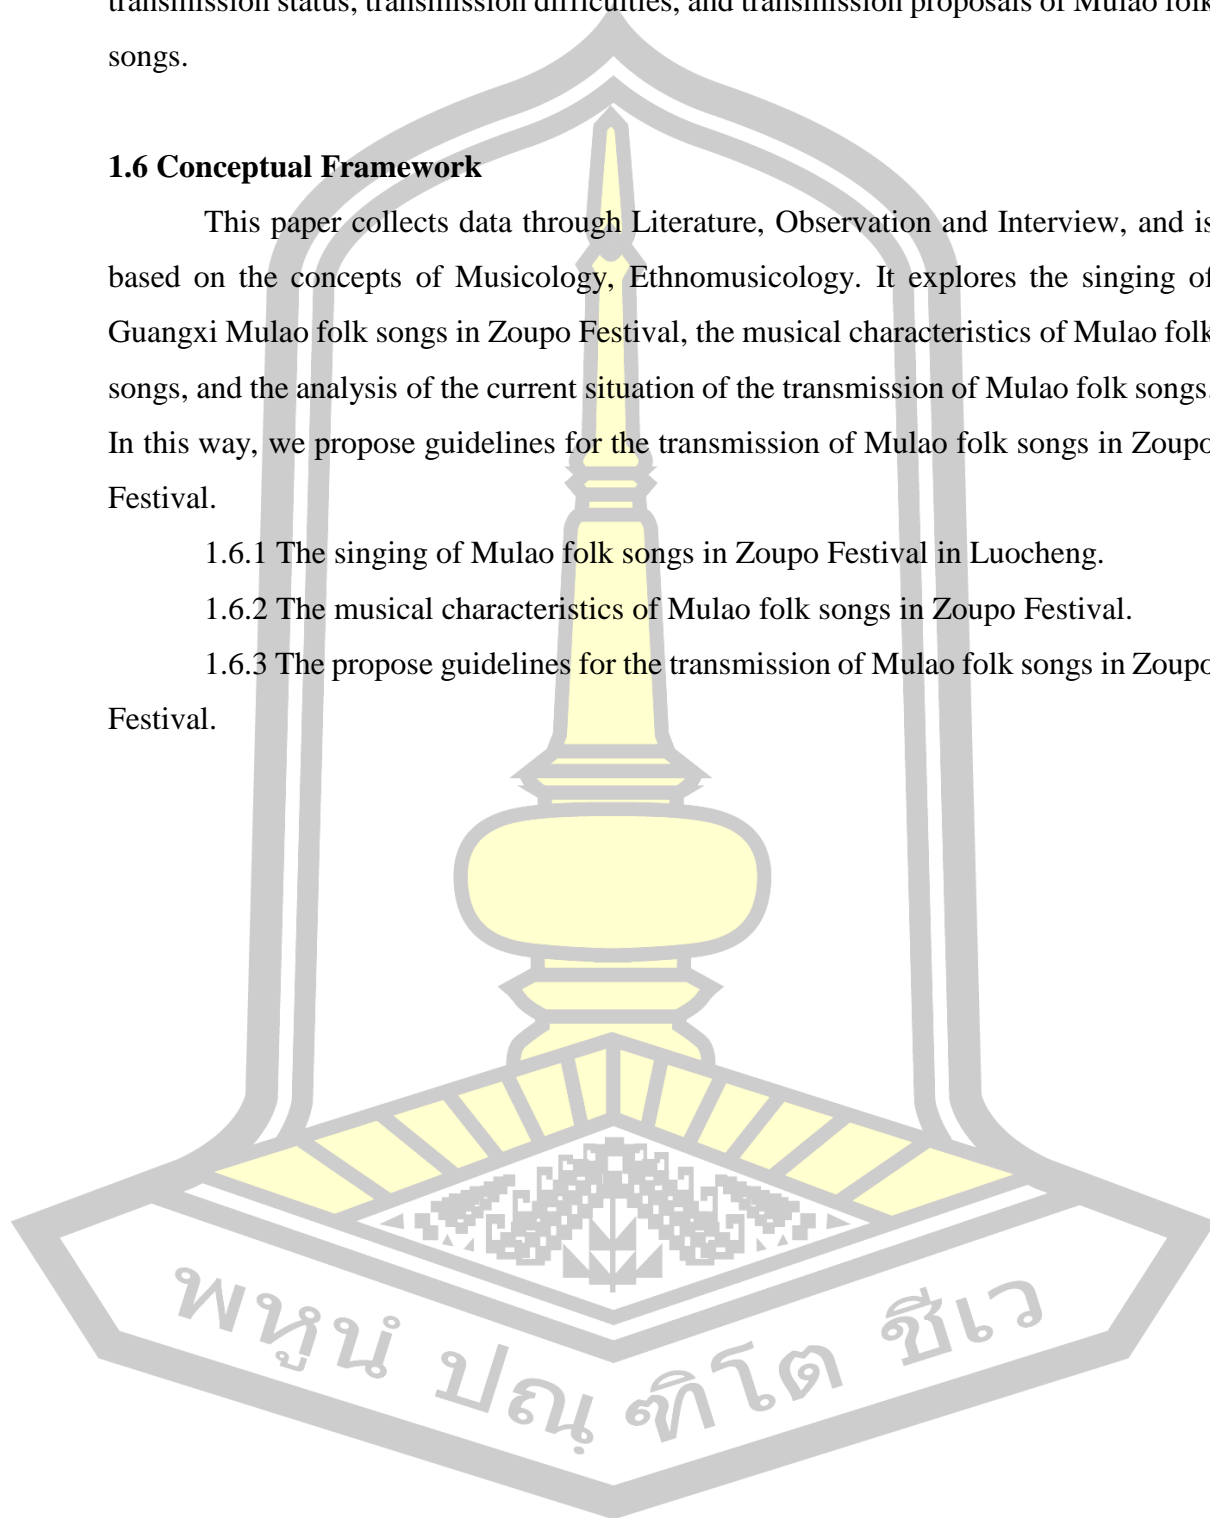 transmission status, transmission difficulties, and transmission proposals of Mulao folk
songs.
1.6 Conceptual Framework
This paper collects data through Literature, Observation and Interview, and is
based on the concepts of Musicology, Ethnomusicology. It explores the singing of
Guangxi Mulao folk songs in Zoupo Festival, the musical characteristics of Mulao folk
songs, and the analysis of the current situation of the transmission of Mulao folk songs.
In this way, we propose guidelines for the transmission of Mulao folk songs in Zoupo
Festival.
1.6.1 The singing of Mulao folk songs in Zoupo Festival in Luocheng.
1.6.2 The musical characteristics of Mulao folk songs in Zoupo Festival.
1.6.3 The propose guidelines for the transmission of Mulao folk songs in Zoupo
Festival.
พหูนํ ปณฺฑิโต ชีเว